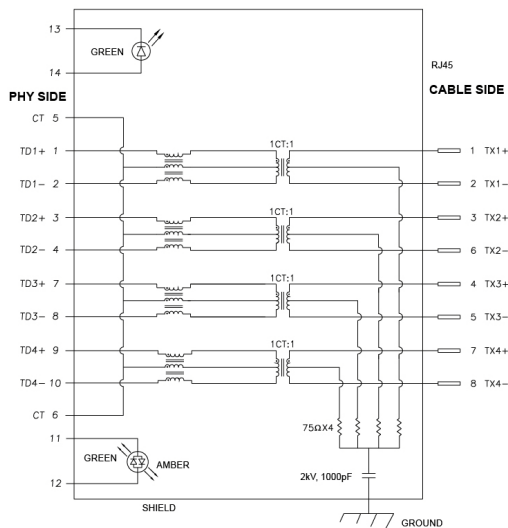 13
GREEN
14
RJ45
PHY SIDE
CABLE SIDE
CT 5
1CT:1
TD1+ 1
1 TX1+
TD1- 2
2 TX1-
1CT:1
TD2+ 3
3 TX2+
TD2- 4
6 TX2-
1CT:1
TD3+ 7
4 TX3+
TD3- 8
5 TX3-
1CT:1
TD4+ 9
7 TX4+
TD4- 10
8 TX4-
CT 6
75ΩX4
11
GREEN
AMBER
12
2kV, 1000pF
SHIELD
GROUND